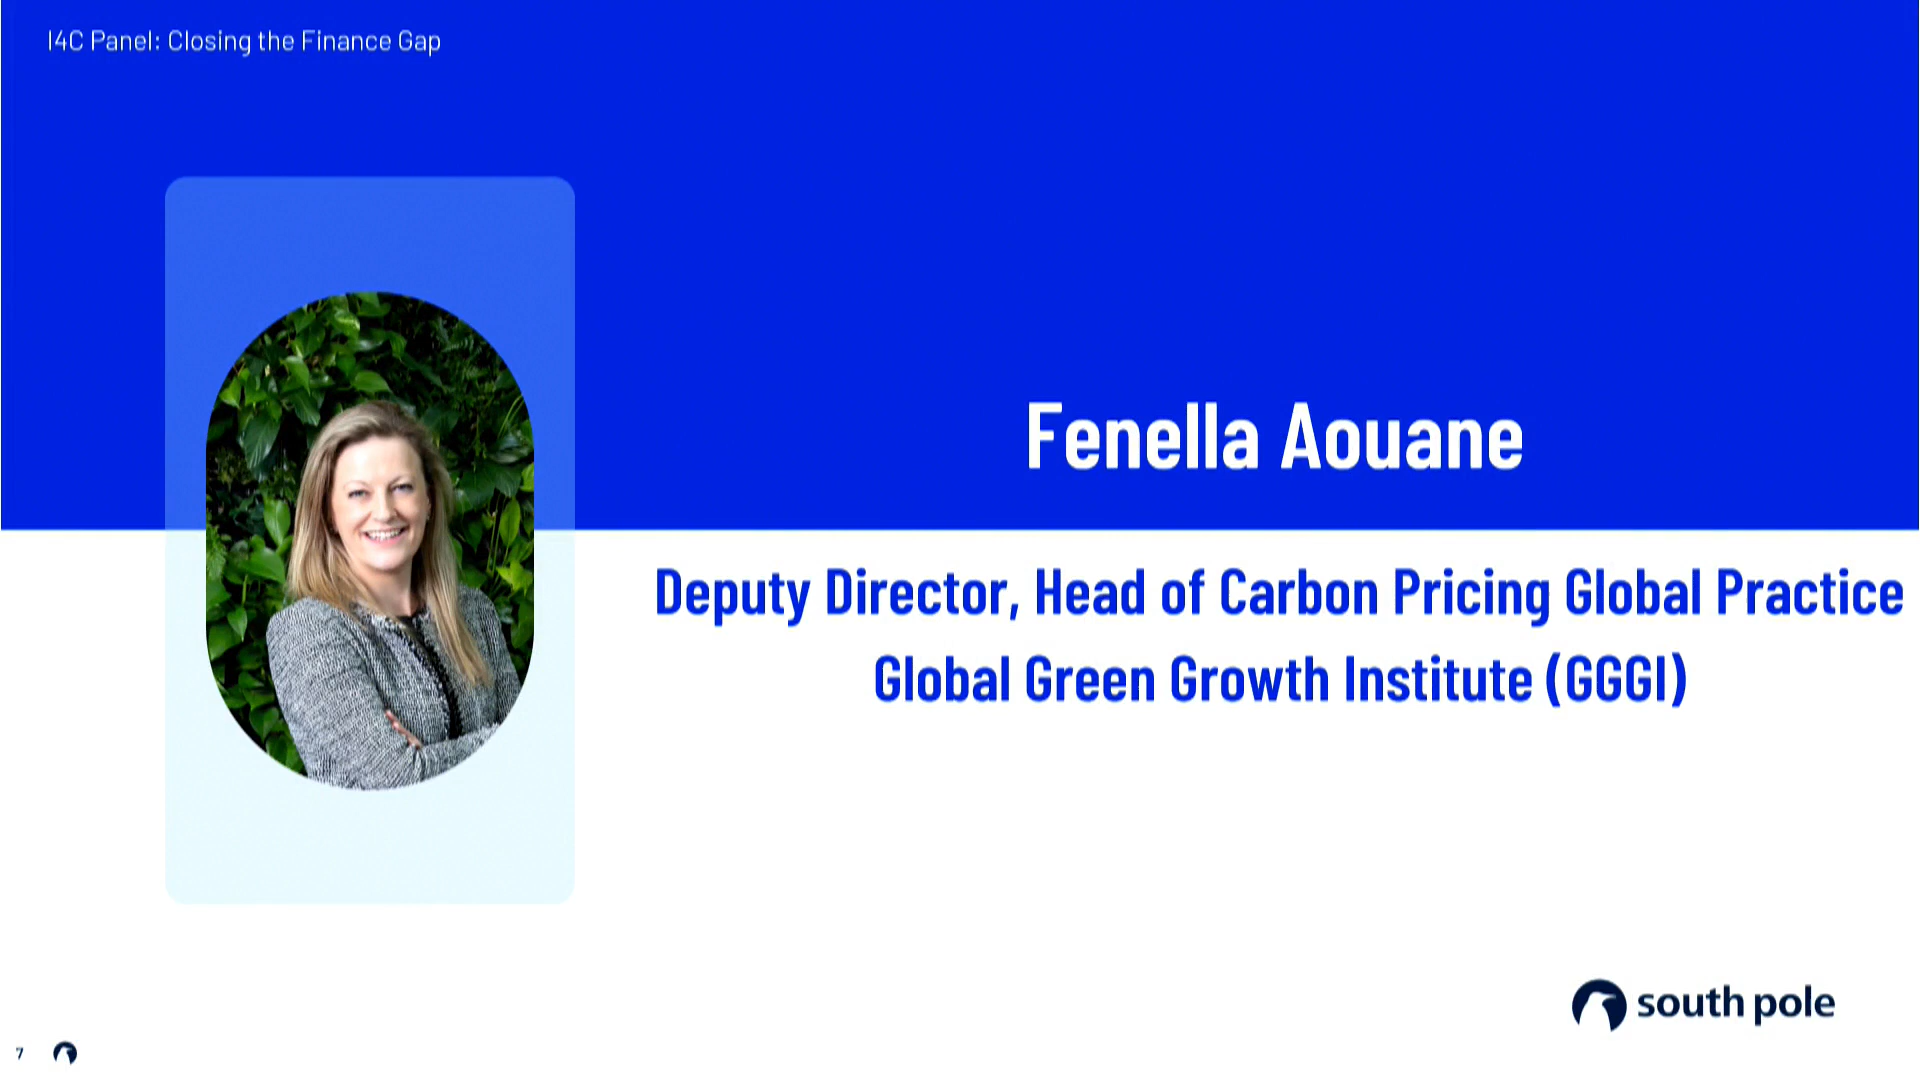 I4C Panel: Closing the Finance Gap
Fenella Aouane
Deputy Director, Head of Carbon Pricing Global Practice
Global Green Growth Institute (GGGI)
south pole
7